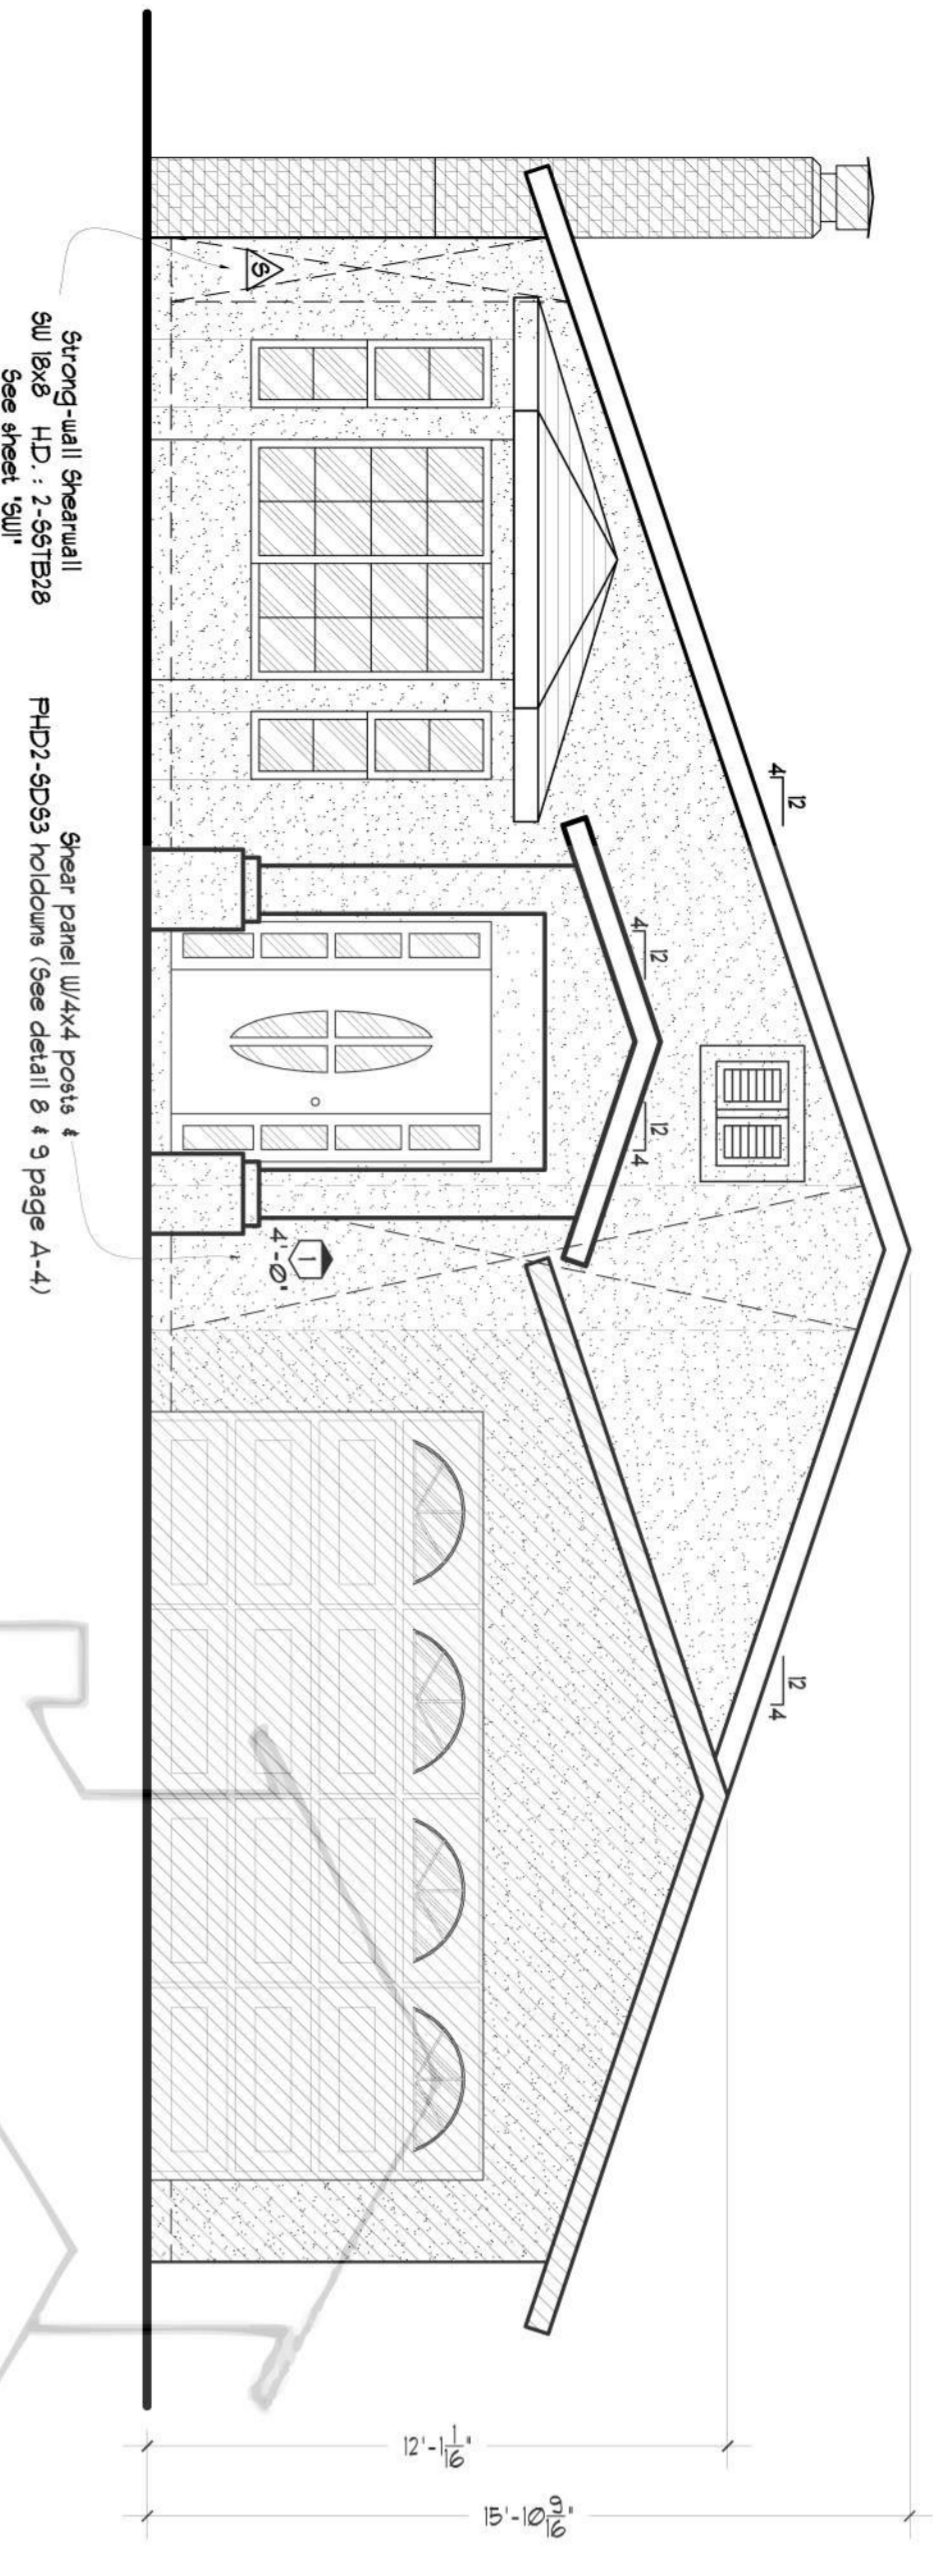 4
12
12
4
4
12
12
4
S
1
4'-0"
Strong-wall Shearwall
SW 18x8 H.D. : 2-SSTB28
See sheet "SW1"
Shear panel W/4x4 posts &
PHD2-SDS3 holdowns (See detail 8 & 9 page A-4)
12'-1 1/16"
15'-10 9/16"